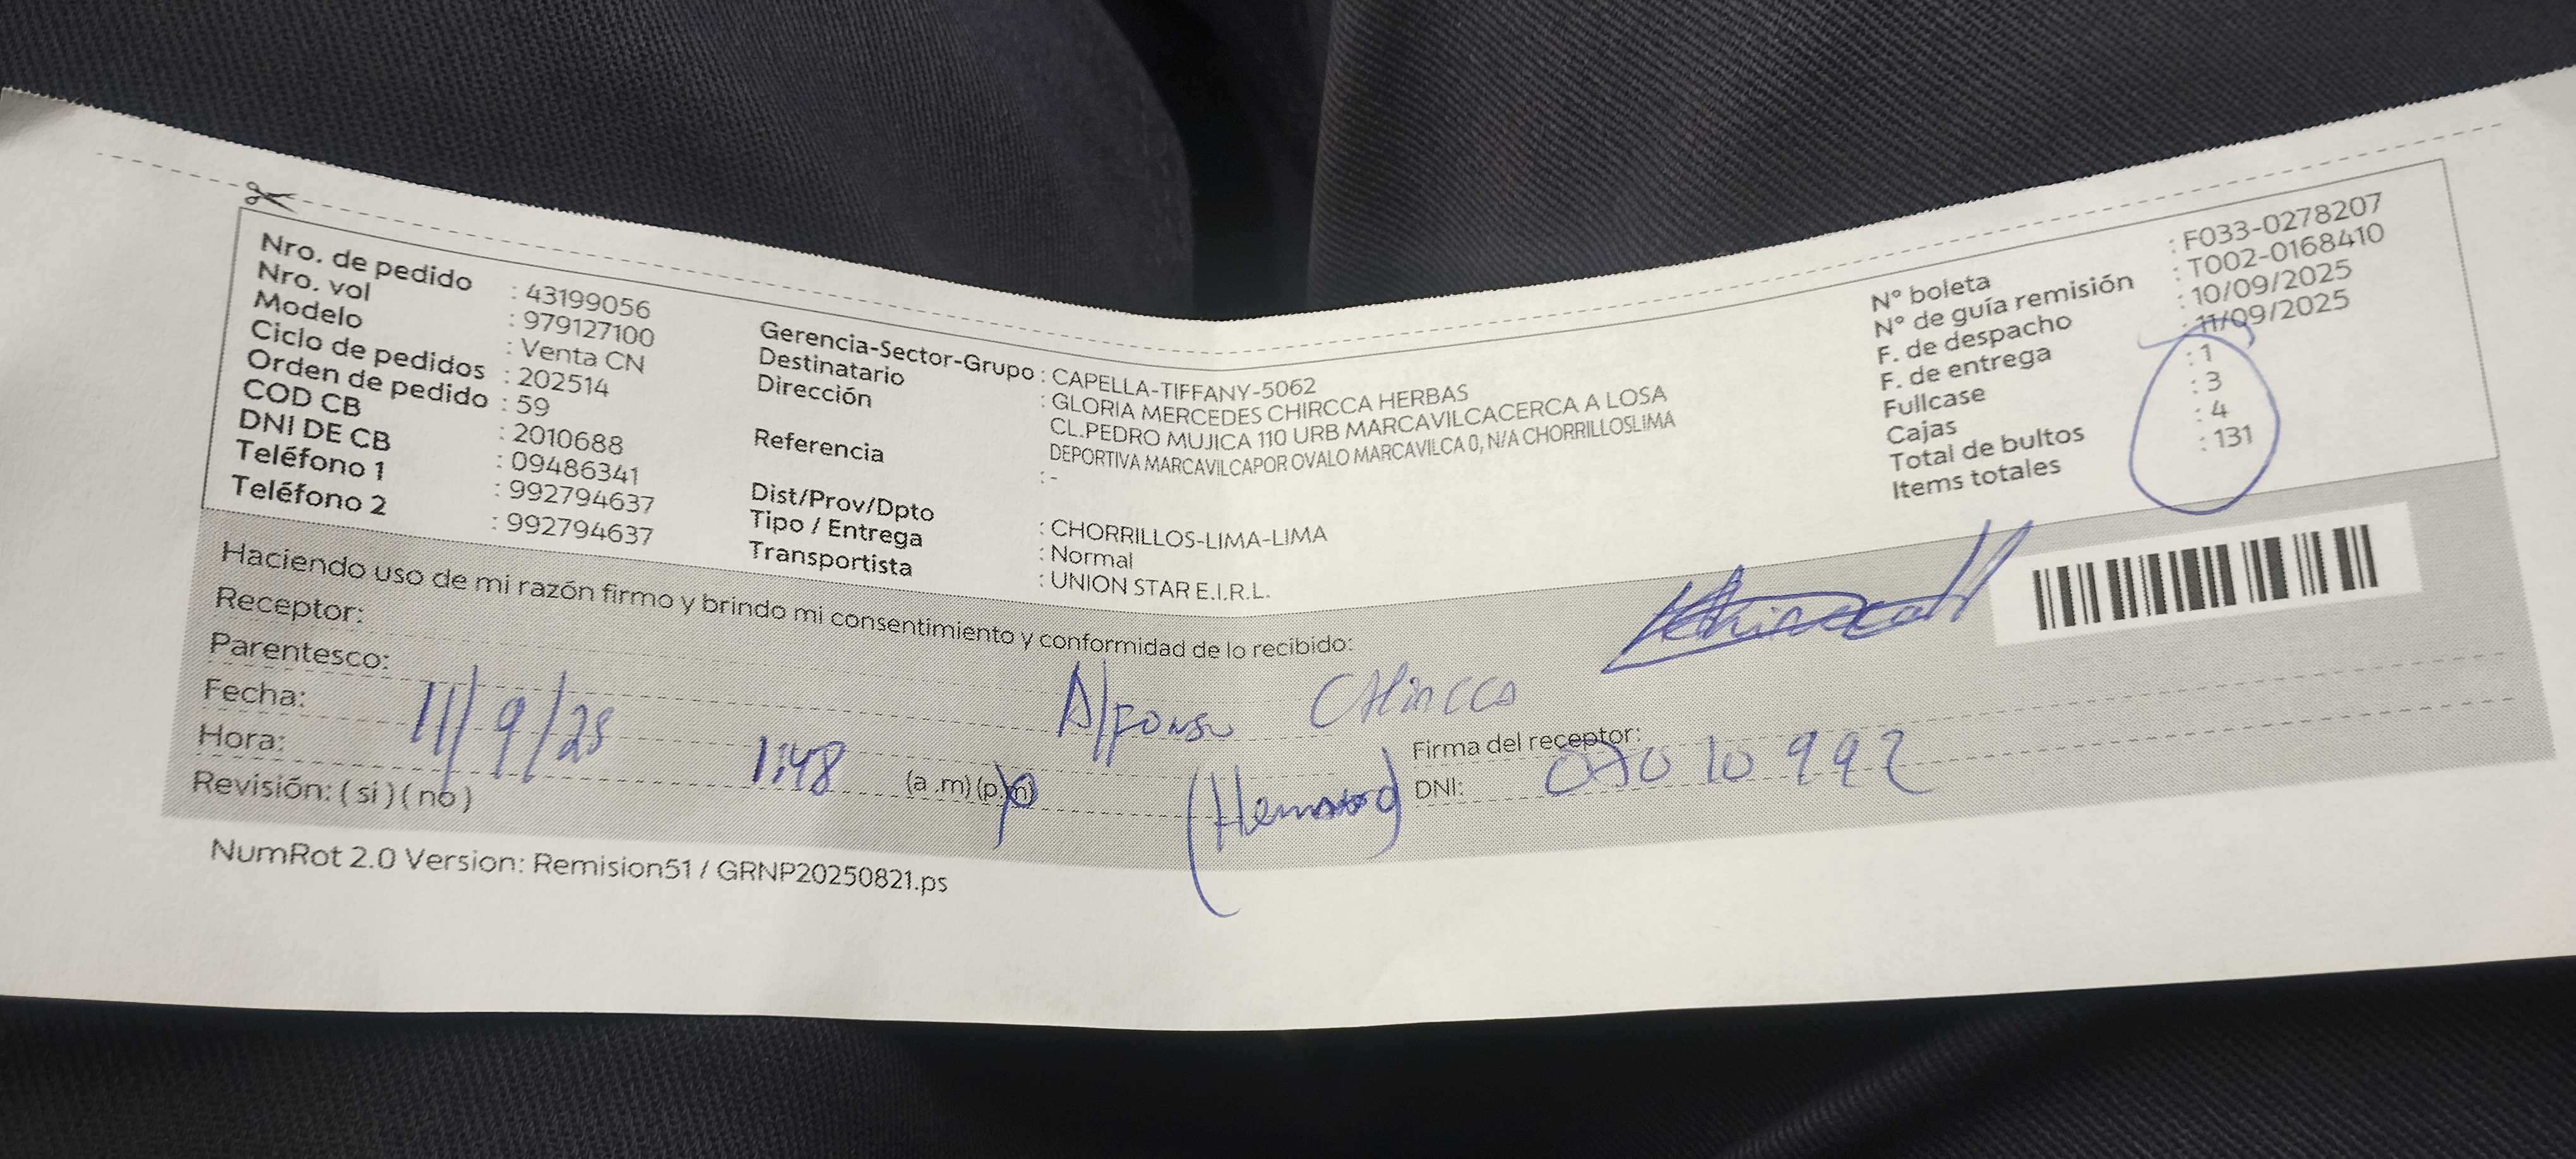 Nro. de pedido : 43199056
Nro. vol : 979127100
Modelo : Venta CN
Ciclo de pedidos : 202514
Orden de pedido : 59
COD CB : 2010688
DNI DE CB : 09486341
Teléfono 1 : 992794637
Teléfono 2 : 992794637
Gerencia-Sector-Grupo : CAPELLA-TIFFANY-5062
Destinatario : GLORIA MERCEDES CHIRCCA HERBAS
Dirección CL.PEDRO MUJICA 110 URB MARCAVILCACERCA A LOSA
DEPORTIVA MARCAVILCAPOR OVALO MARCAVILCA 0, N/A CHORRILLOSLIMA
Referencia : -
Dist/Prov/Dpto : CHORRILLOS-LIMA-LIMA
Tipo / Entrega : Normal
Transportista : UNION STAR E.I.R.L.
N° boleta : F033-0278207
N° de guía remisión : T002-0168410
F. de despacho : 10/09/2025
F. de entrega : 11/09/2025
Fullcase : 1
Cajas : 3
Total de bultos : 4
Items totales : 131
Haciendo uso de mi razón firmo y brindo mi consentimiento y conformidad de lo recibido:
Receptor: Alfonso Chircca
Parentesco: (Hermano)
Fecha: 11/9/25
Hora: 1:48 (a .m) (p.m)
Revisión: ( si ) ( no )
Firma del receptor:
DNI: 07010992
NumRot 2.0 Version: Remision51 / GRNP20250821.ps